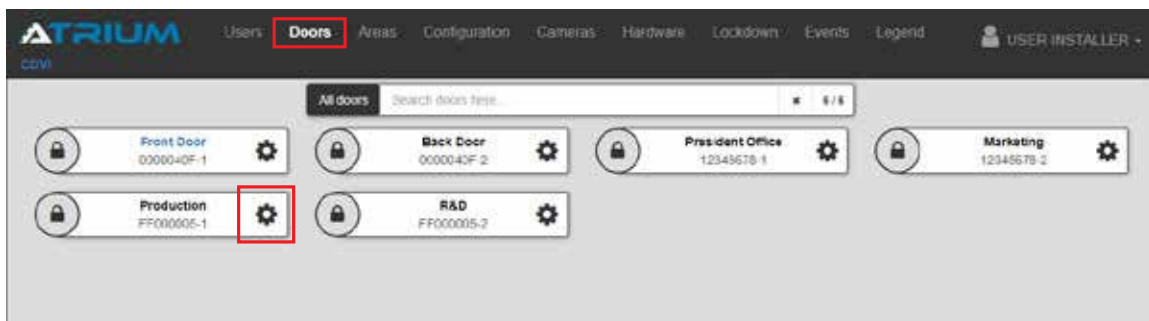 ATRIUM Users Doors Areas Configuration Cameras Hardware Lockdown Events Legend USER INSTALLER
CDVI
All doors Search doors here... 6 / 6
Front Door Back Door President Office Marketing
0000040F-1 0000040F-2 12345678-1 12345678-2
Production R&D
FF000005-1 FF000005-2